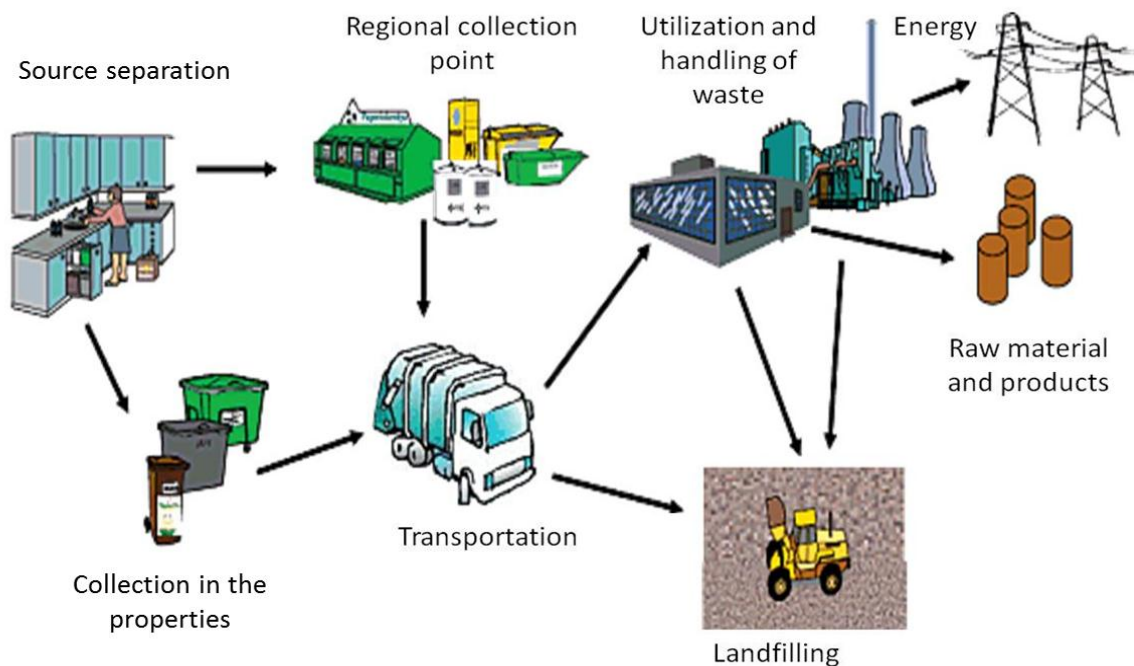 Source separation
Regional collection
point
Utilization and
handling of
waste
Energy
Raw material
and products
Transportation
Collection in the
properties
Landfilling